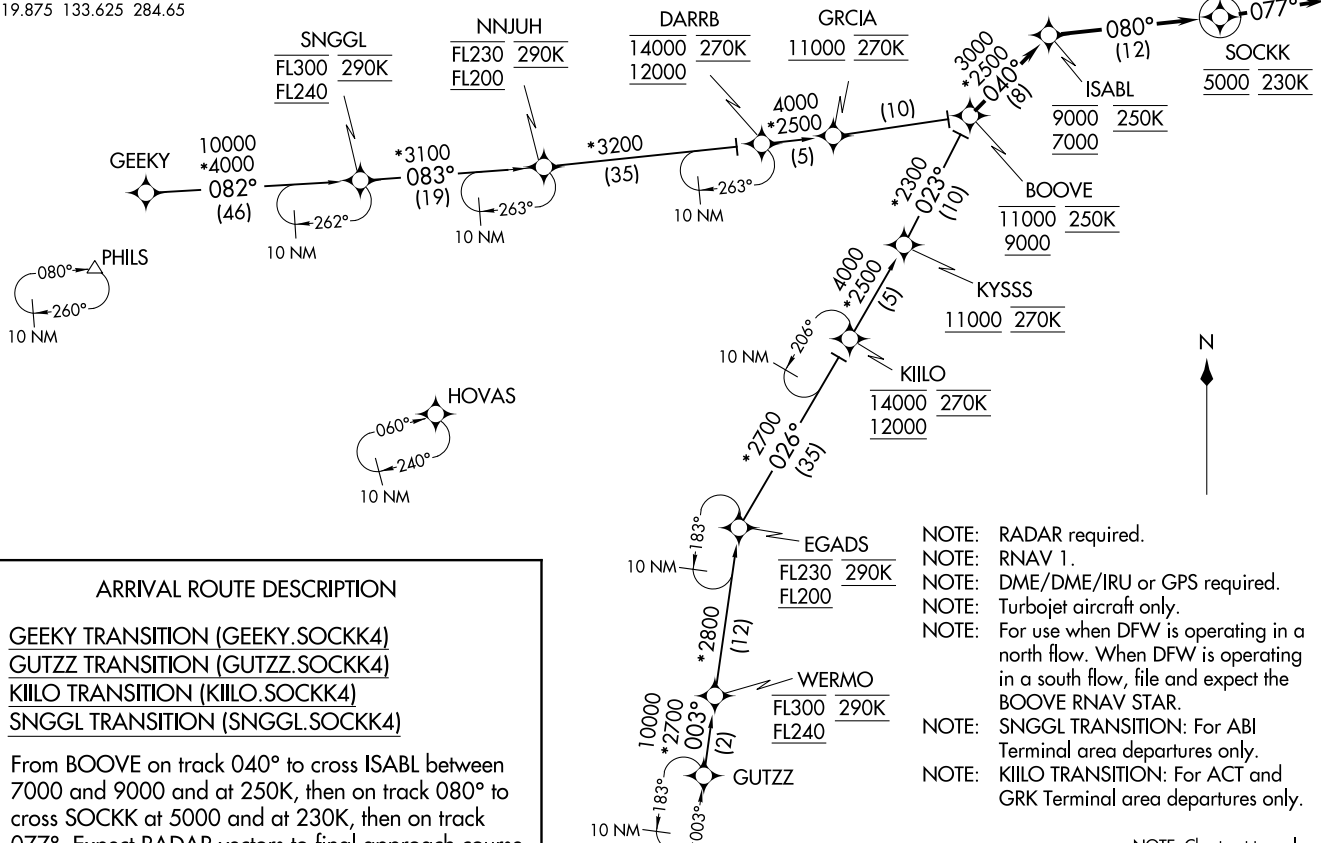 19.875 133.625 284.65
SNGGL
FL300 290K
FL240
NNJUH
FL230 290K
FL200
DARRB
14000 270K
12000
GRCIA
11000 270K
077°
SOCKK
5000 230K
080°
(12)
ISABL
9000 250K
7000
3000
*2500
040°
(8)
BOOVE
11000 250K
9000
GEEKY
10000
*4000
082°
(46)
262°
10 NM
*3100
083°
(19)
263°
10 NM
*3200
(35)
263°
10 NM
4000
*2500
(5)
(10)
*2300
023°
(10)
KYSSS
11000 270K
4000
*2500
(5)
206°
10 NM
KIILO
14000 270K
12000
PHILS
080°
260°
10 NM
HOVAS
060°
240°
10 NM
N
*2700
026°
(35)
183°
10 NM
EGADS
FL230 290K
FL200
*2800
(12)
WERMO
FL300 290K
FL240
10000
*2700
003°
(2)
GUTZZ
183°
003°
10 NM
NOTE: RADAR required.
NOTE: RNAV 1.
NOTE: DME/DME/IRU or GPS required.
NOTE: Turbojet aircraft only.
NOTE: For use when DFW is operating in a
north flow. When DFW is operating
in a south flow, file and expect the
BOOVE RNAV STAR.
NOTE: SNGGL TRANSITION: For ABI
Terminal area departures only.
NOTE: KIILO TRANSITION: For ACT and
GRK Terminal area departures only.
ARRIVAL ROUTE DESCRIPTION
GEEKY TRANSITION (GEEKY.SOCKK4)
GUTZZ TRANSITION (GUTZZ.SOCKK4)
KIILO TRANSITION (KIILO.SOCKK4)
SNGGL TRANSITION (SNGGL.SOCKK4)
From BOOVE on track 040° to cross ISABL between
7000 and 9000 and at 250K, then on track 080° to
cross SOCKK at 5000 and at 230K, then on track
077°. Expect RADAR vectors to final approach course